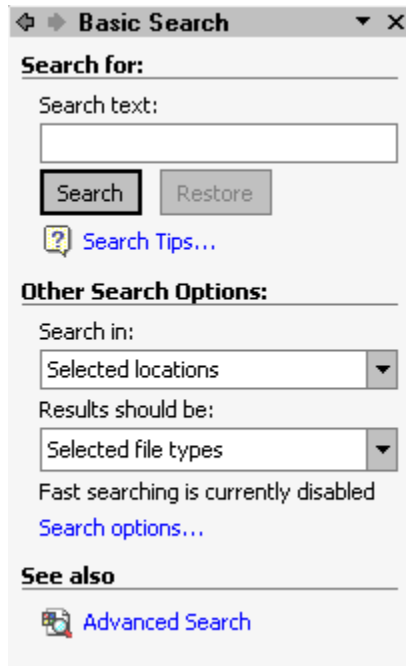 Basic Search
Search for:
Search text:
Search Restore
Search Tips...
Other Search Options:
Search in:
Selected locations
Results should be:
Selected file types
Fast searching is currently disabled
Search options...
See also
Advanced Search